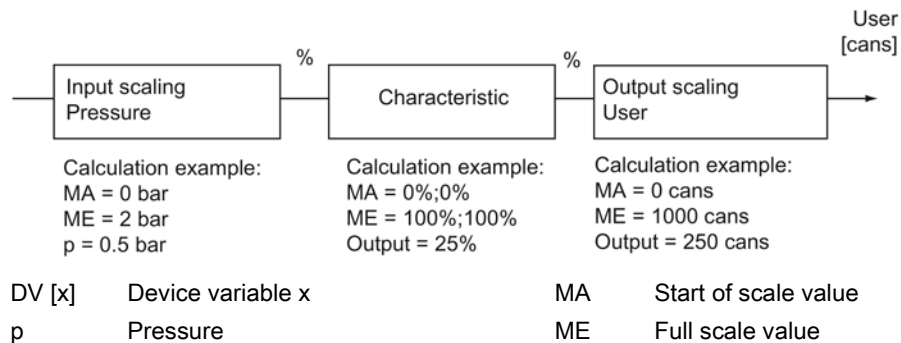 User
[cans]
%
%
Input scaling
Pressure
Characteristic
Output scaling
User
Calculation example:
MA = 0 bar
ME = 2 bar
p = 0.5 bar
Calculation example:
MA = 0%;0%
ME = 100%;100%
Output = 25%
Calculation example:
MA = 0 cans
ME = 1000 cans
Output = 250 cans
DV [x] Device variable x MA Start of scale value
p Pressure ME Full scale value